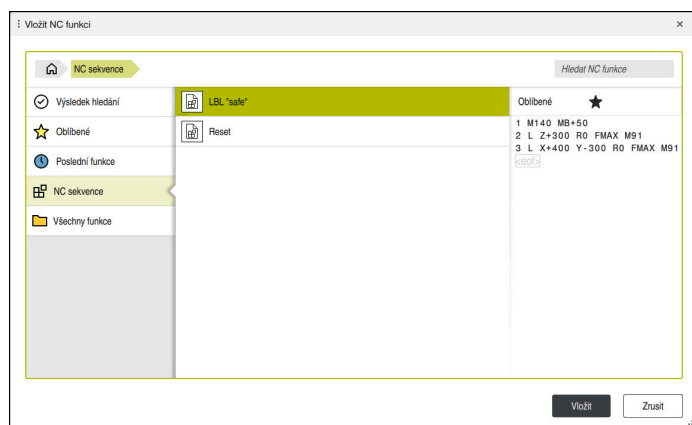 Vložit NC funkci
NC sekvence
Hledat NC funkce
Výsledek hledání
Oblíbené
Poslední funkce
NC sekvence
Všechny funkce
LBL "safe"
Reset
Oblíbené
1 M140 MB+50
2 L Z+300 R0 FMAX M91
3 L X+400 Y-300 R0 FMAX M91
<eob>
Vložit
Zrusit